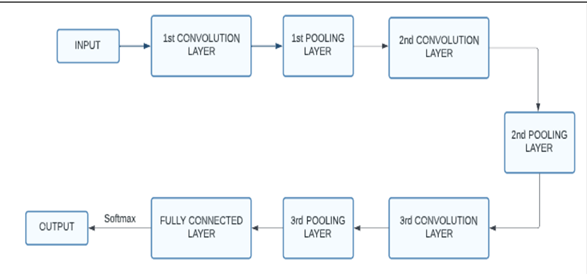 INPUT
1st CONVOLUTION
LAYER
1st POOLING
LAYER
2nd CONVOLUTION
LAYER
2nd POOLING
LAYER
3rd CONVOLUTION
LAYER
3rd POOLING
LAYER
FULLY CONNECTED
LAYER
Softmax
OUTPUT